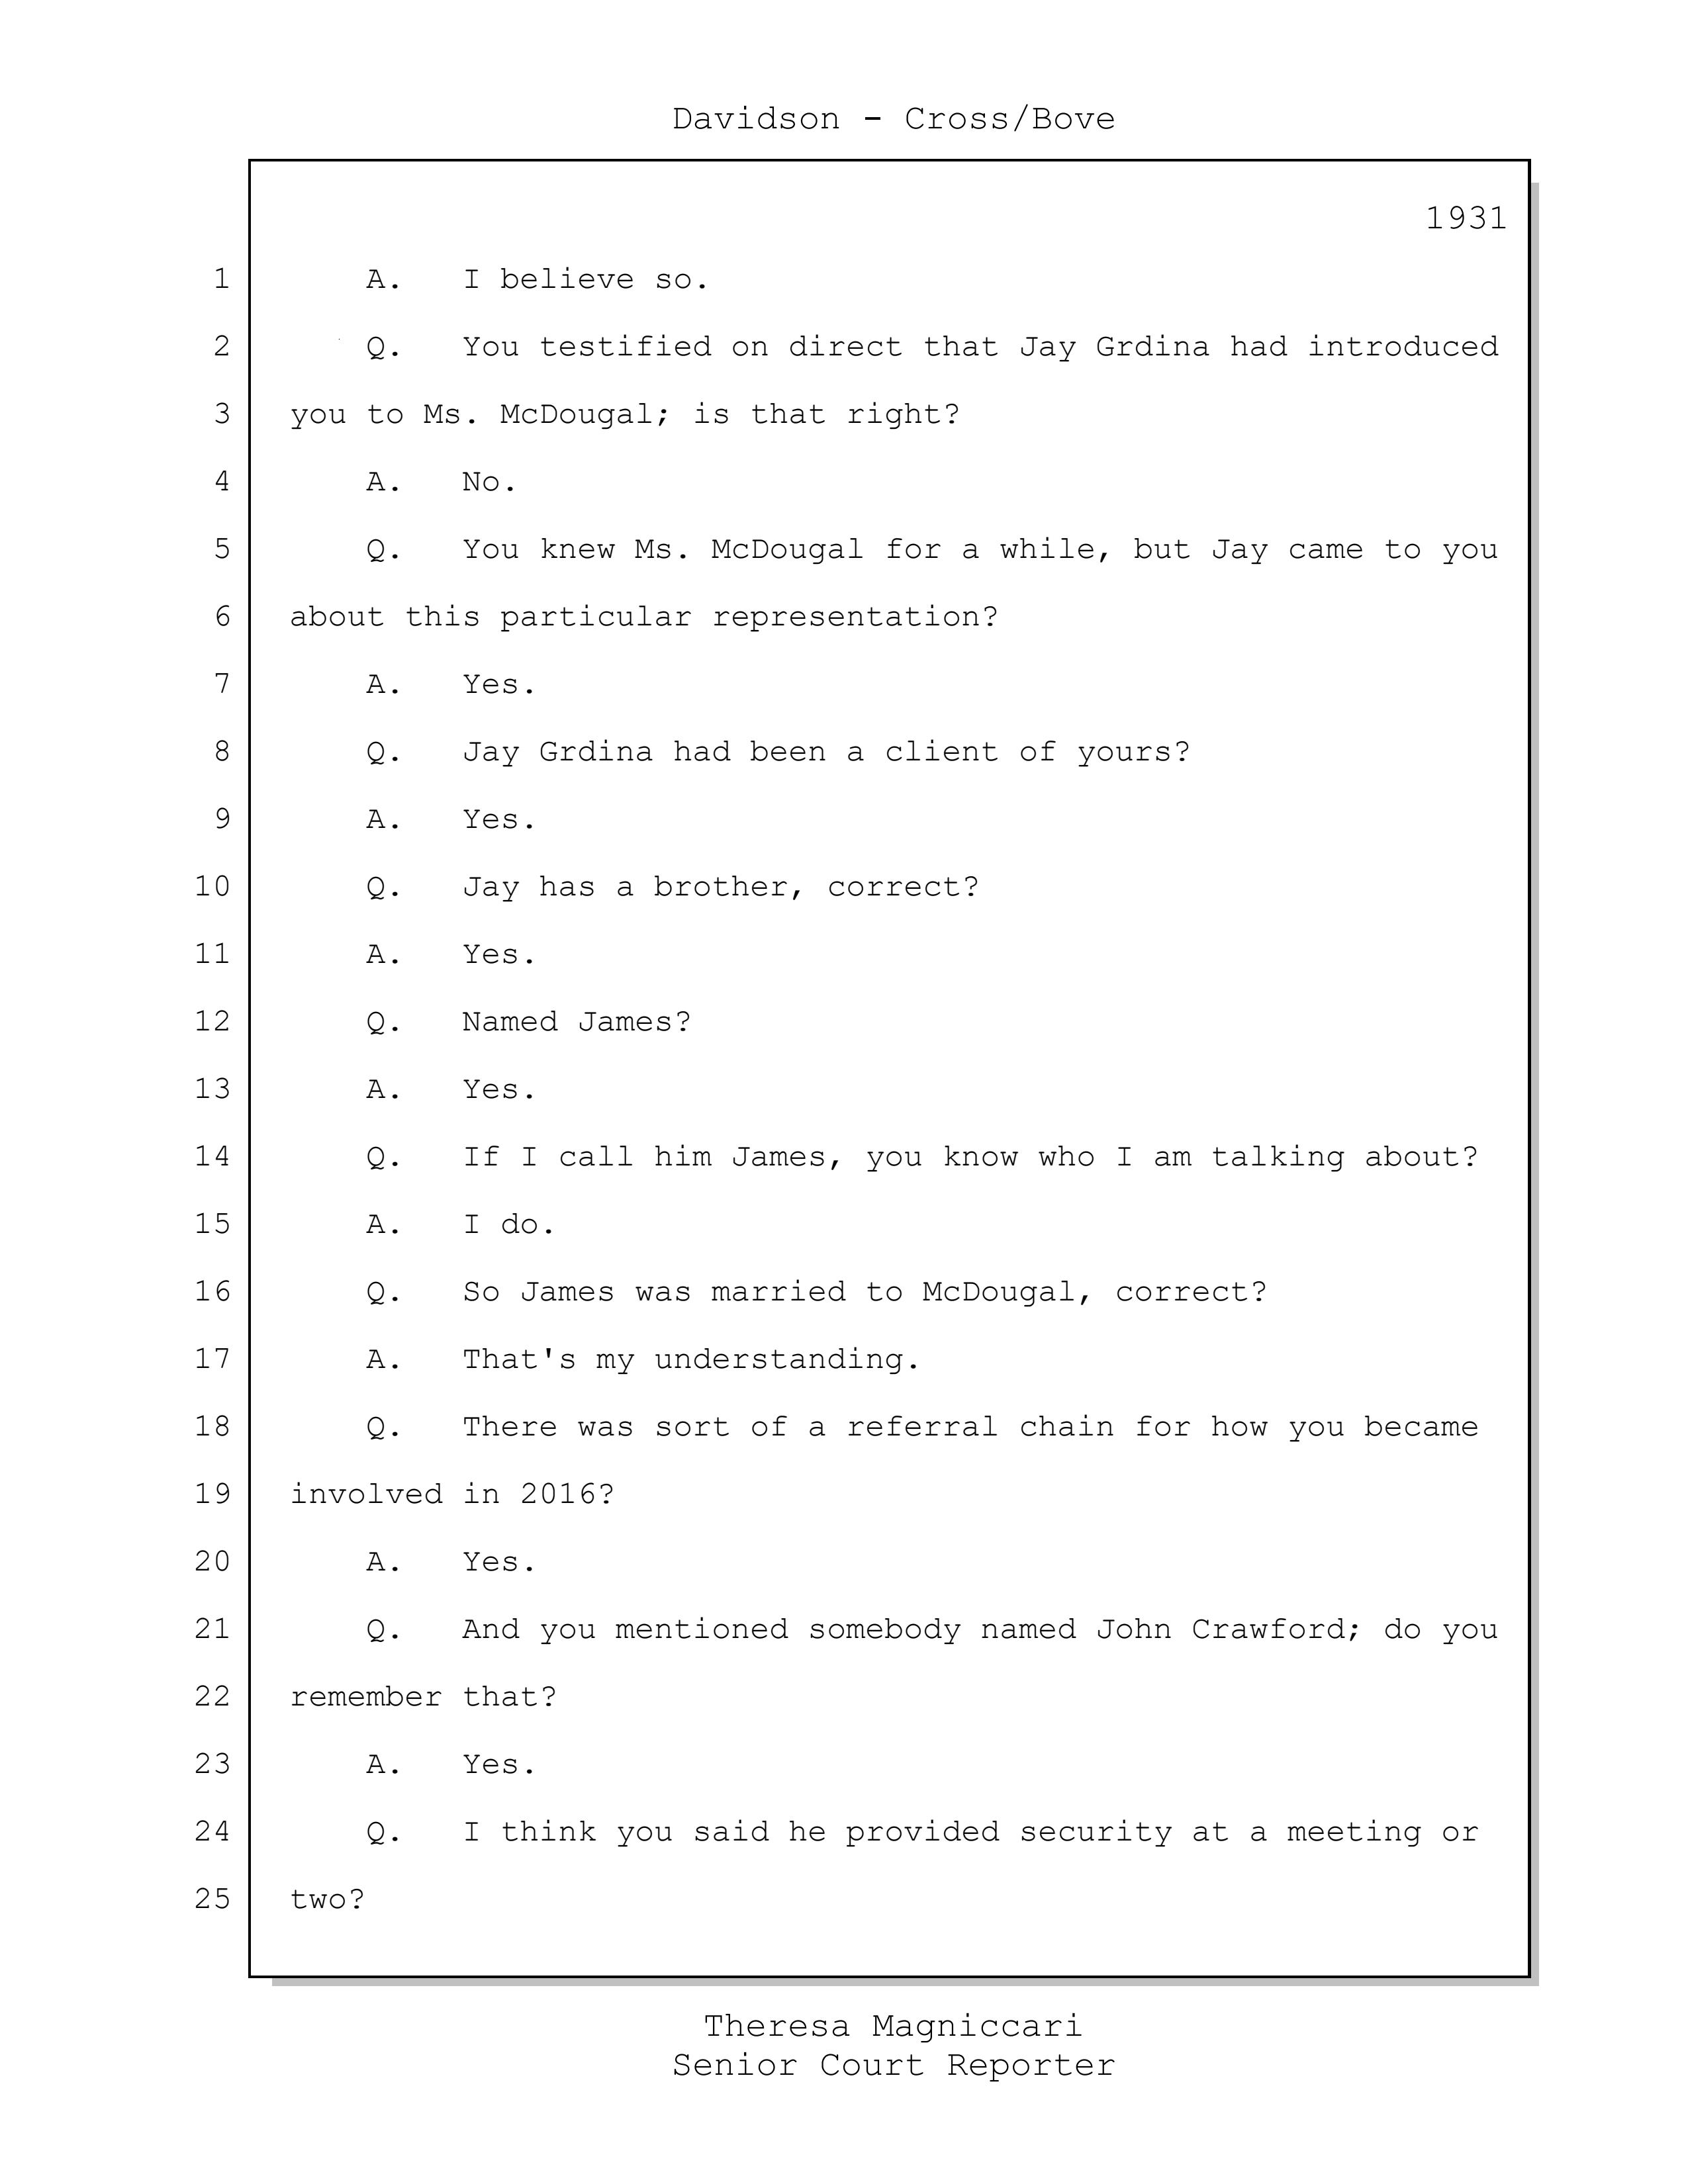 Davidson - Cross/Bove
1931
1 A. I believe so.
2 Q. You testified on direct that Jay Grdina had introduced
3 you to Ms. McDougal; is that right?
4 A. No.
5 Q. You knew Ms. McDougal for a while, but Jay came to you
6 about this particular representation?
7 A. Yes.
8 Q. Jay Grdina had been a client of yours?
9 A. Yes.
10 Q. Jay has a brother, correct?
11 A. Yes.
12 Q. Named James?
13 A. Yes.
14 Q. If I call him James, you know who I am talking about?
15 A. I do.
16 Q. So James was married to McDougal, correct?
17 A. That's my understanding.
18 Q. There was sort of a referral chain for how you became
19 involved in 2016?
20 A. Yes.
21 Q. And you mentioned somebody named John Crawford; do you
22 remember that?
23 A. Yes.
24 Q. I think you said he provided security at a meeting or
25 two?
Theresa Magniccari
Senior Court Reporter